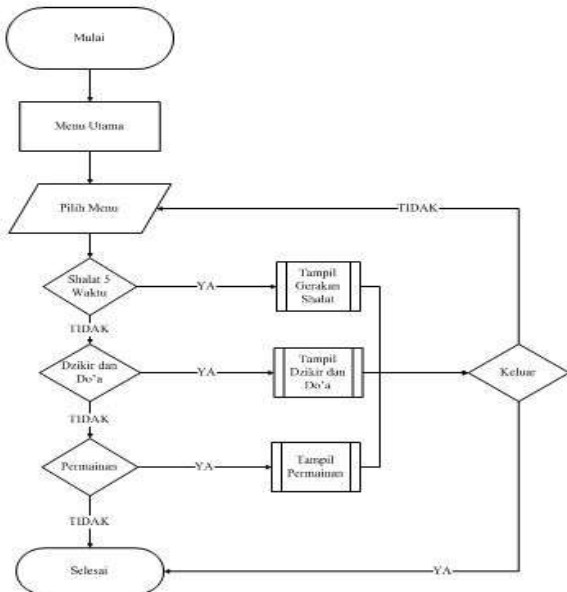 Mulai
Menu Utama
Pilih Menu
TIDAK
Shalat 5
Waktu
YA
Tampil
Gerakan
Shalat
TIDAK
Dzikir dan
Do'a
YA
Tampil
Dzikir dan
Do'a
Keluar
TIDAK
Permainan
YA
Tampil
Permainan
TIDAK
Selesai
YA